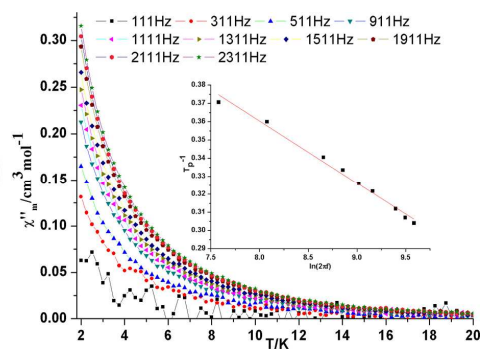 111Hz 311Hz 511Hz 911Hz
1111Hz 1311Hz 1511Hz 1911Hz
2111Hz 2311Hz
0.30
0.25
0.20
0.15
0.10
0.05
0.00
χ''ₘ/cm³mol⁻¹
0.38
0.37
0.36
0.35
0.34
0.33
0.32
0.31
0.30
0.29
Tp⁻¹
7.5 8.0 8.5 9.0 9.5
ln(2πf)
2 4 6 8 10 12 14 16 18 20
T/K